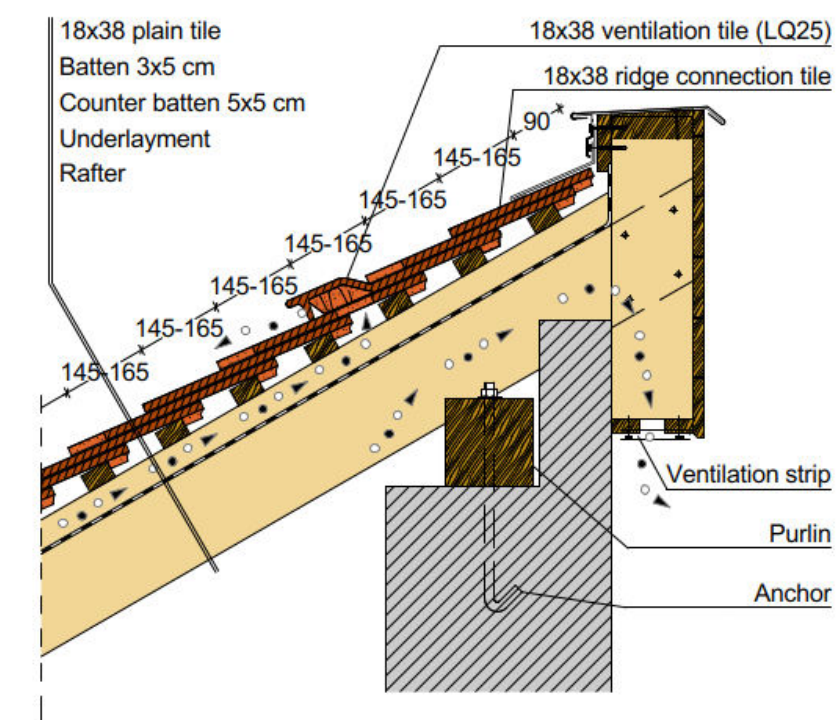 18x38 plain tile
Batten 3x5 cm
Counter batten 5x5 cm
Underlayment
Rafter
18x38 ventilation tile (LQ25)
18x38 ridge connection tile
90
145-165
145-165
145-165
145-165
145-165
145-165
Ventilation strip
Purlin
Anchor